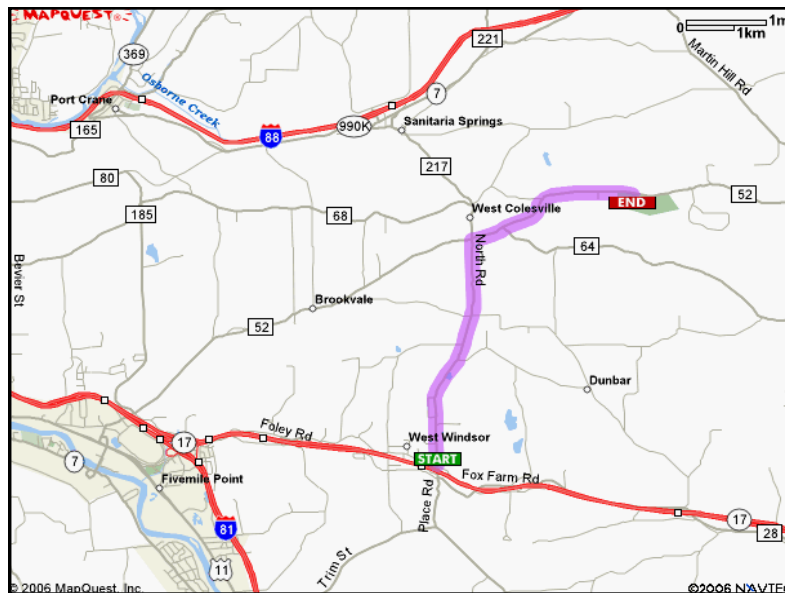 MAPQUEST
221
1m
0 1km
369
Osborne Creek
Martin Hill Rd
7
Port Crane
990K
Sanitaria Springs
165
88
217
80
52
END
West Colesville
185
68
64
North Rd
Bevier St
Brookvale
52
Dunbar
Foley Rd
17
West Windsor
START
7
Fox Farm Rd
Fivemile Point
Place Rd
17
81
28
Trim St
11
© 2006 MapQuest, Inc.
©2006 NAVTE